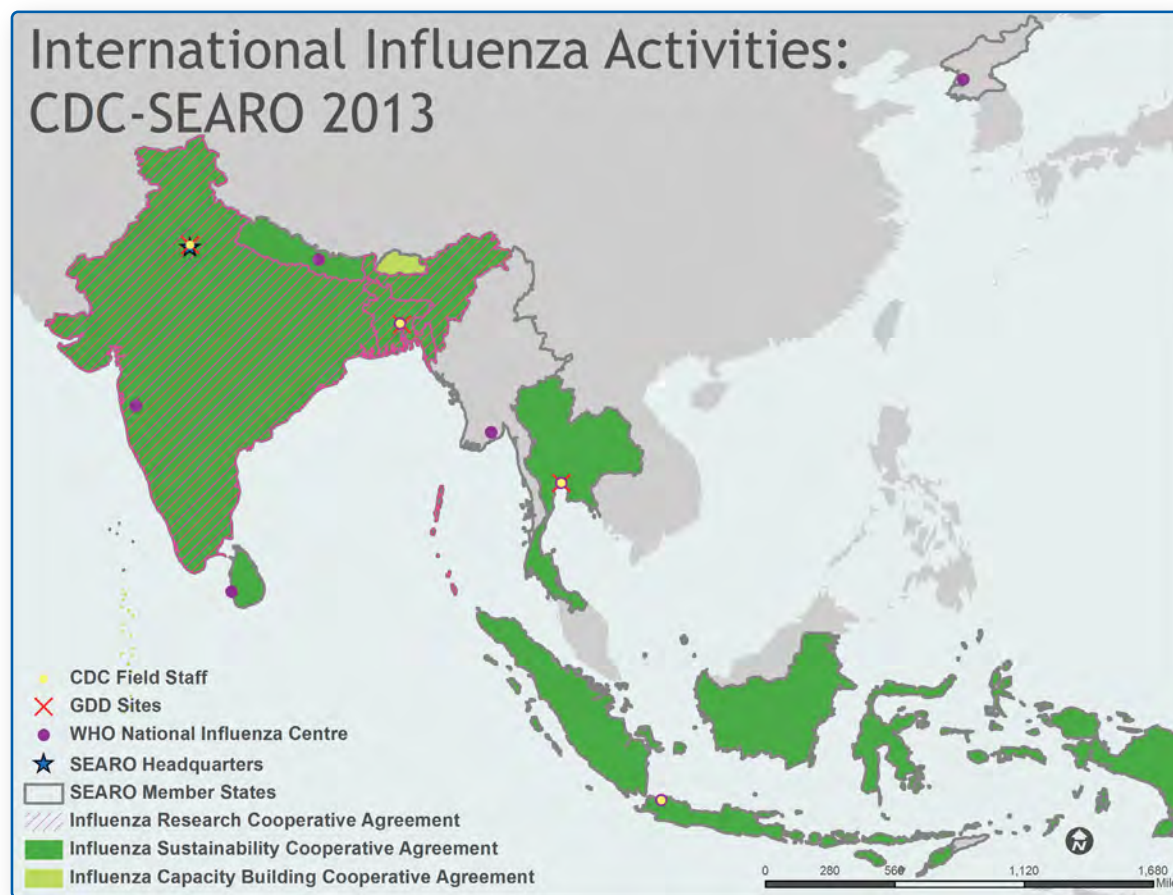 International Influenza Activities:
CDC-SEARO 2013
CDC Field Staff
GDD Sites
WHO National Influenza Centre
SEARO Headquarters
SEARO Member States
Influenza Research Cooperative Agreement
Influenza Sustainability Cooperative Agreement
Influenza Capacity Building Cooperative Agreement
N
0 280 560 1,120 1,680